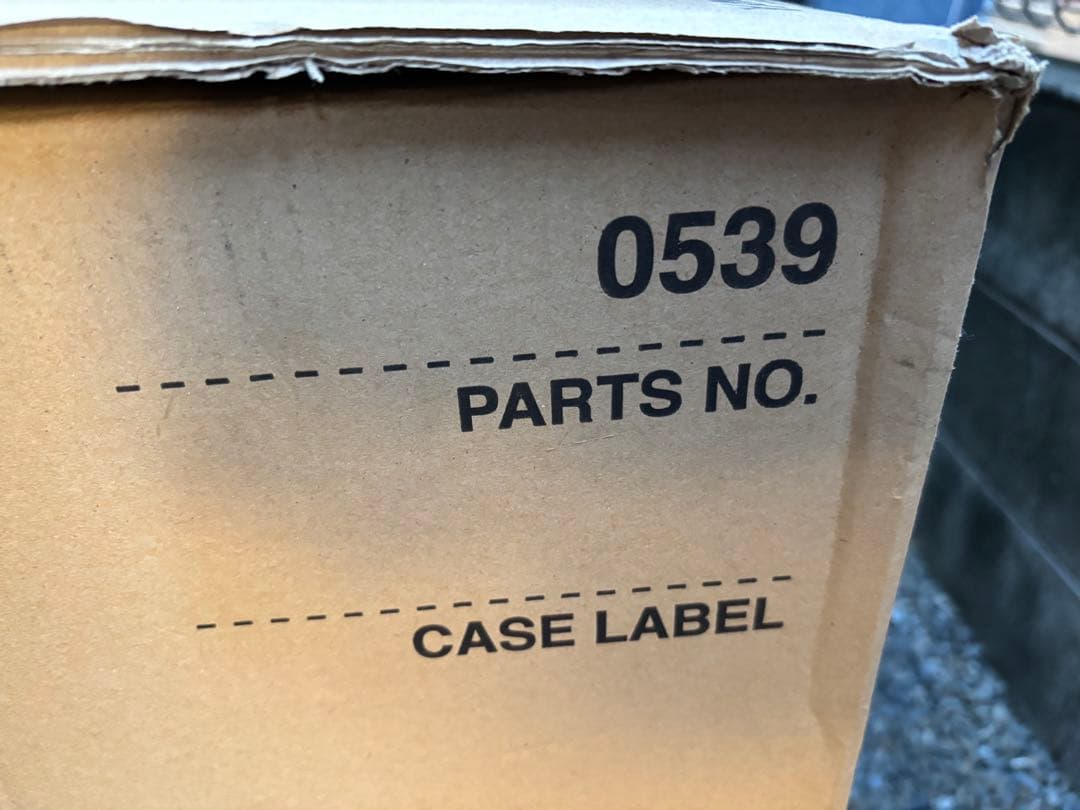 0539
PARTS NO.
CASE LABEL